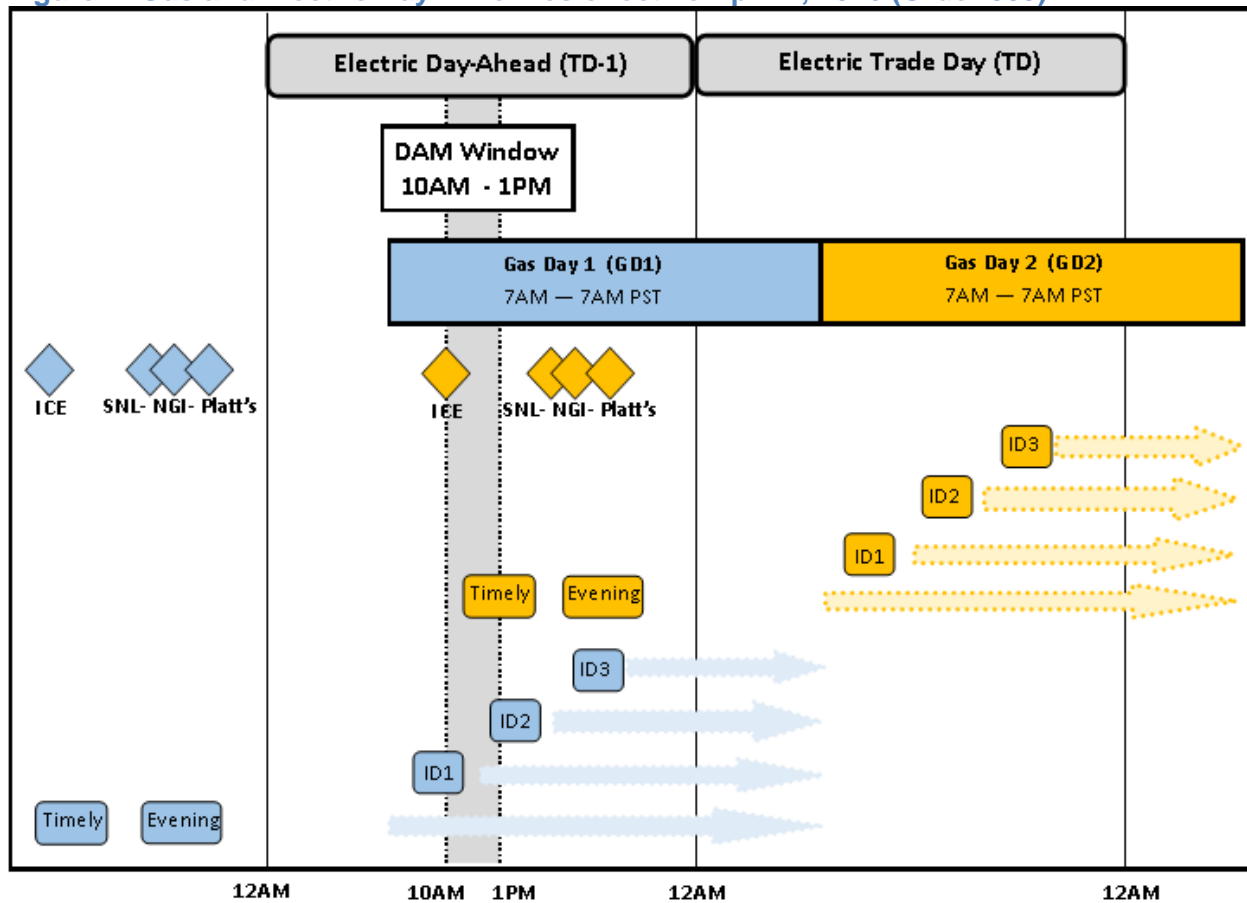 Electric Day-Ahead (TD-1)
Electric Trade Day (TD)
DAM Window
10AM - 1PM
Gas Day 1 (GD1)
7AM — 7AM PST
Gas Day 2 (GD2)
7AM — 7AM PST
ICE
SNL- NGI- Platt's
ICE
SNL- NGI- Platt's
ID3
ID2
ID1
Timely
Evening
ID3
ID2
ID1
Timely
Evening
12AM
10AM
1PM
12AM
12AM